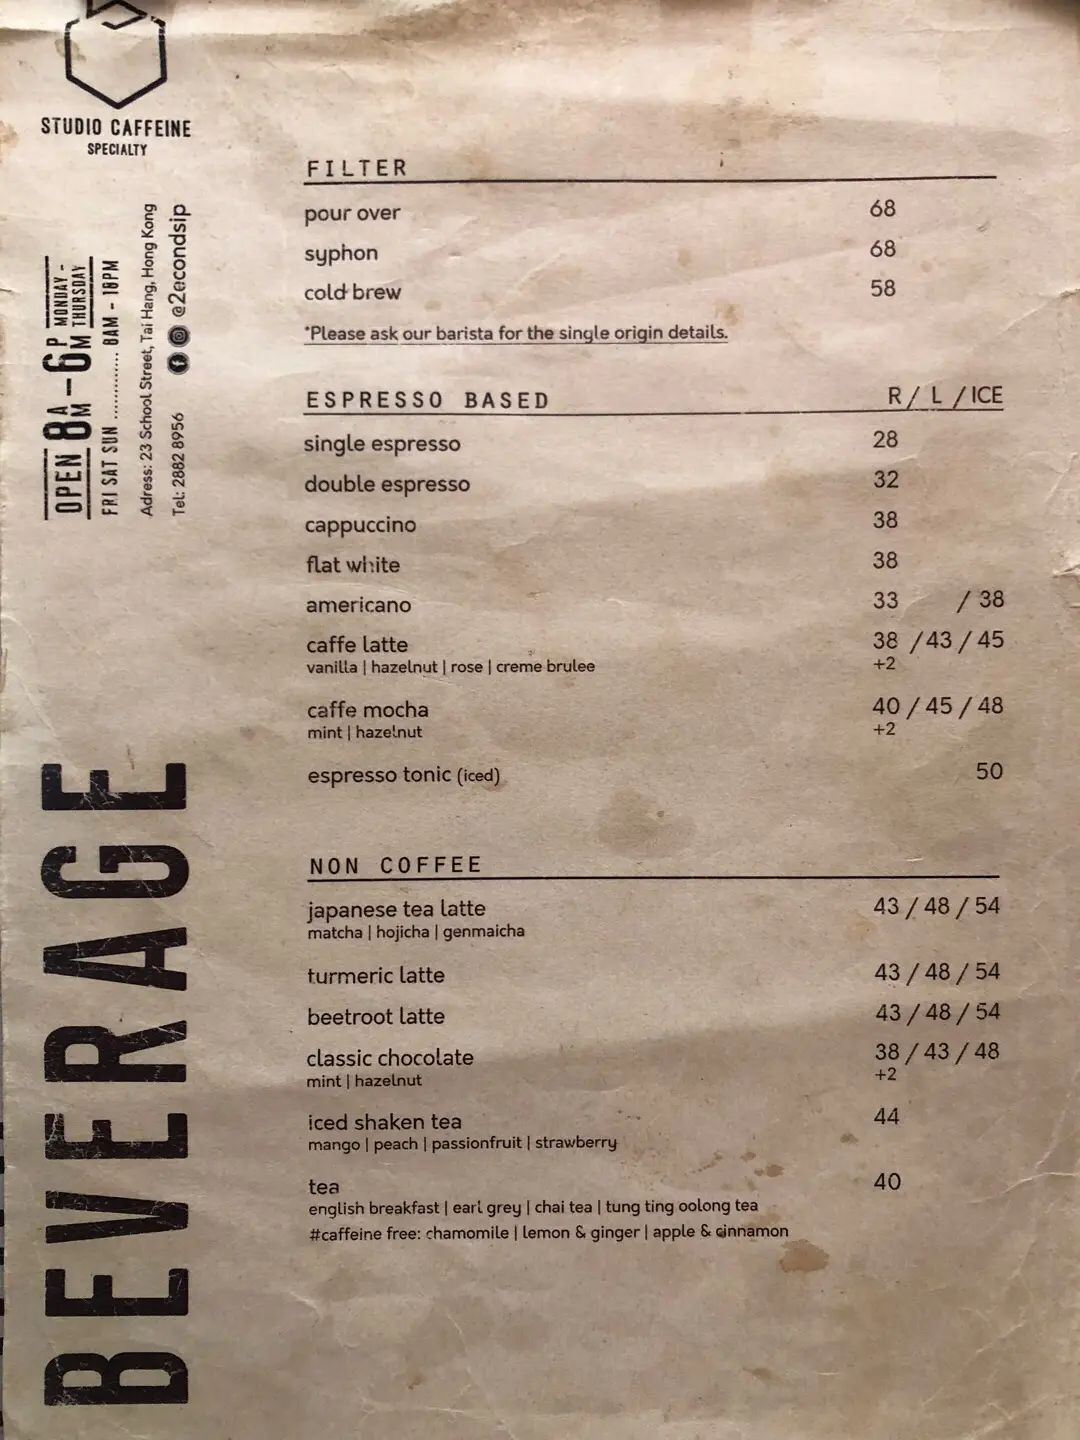 STUDIO CAFFEINE
SPECIALTY
OPEN 8AM-6PM MONDAY - THURSDAY
FRI SAT SUN ............ 8AM - 18PM
Adress: 23 School Street, Tai Hang, Hong Kong
Tel: 2882 8956 @2econdsip
BEVERAGE
FILTER
pour over 68
syphon 68
cold brew 58
*Please ask our barista for the single origin details.
ESPRESSO BASED R / L / ICE
single espresso 28
double espresso 32
cappuccino 38
flat white 38
americano 33 / 38
caffe latte 38 / 43 / 45
vanilla | hazelnut | rose | creme brulee +2
caffe mocha 40 / 45 / 48
mint | hazelnut +2
espresso tonic (iced) 50
NON COFFEE
japanese tea latte 43 / 48 / 54
matcha | hojicha | genmaicha
turmeric latte 43 / 48 / 54
beetroot latte 43 / 48 / 54
classic chocolate 38 / 43 / 48
mint | hazelnut +2
iced shaken tea 44
mango | peach | passionfruit | strawberry
tea 40
english breakfast | earl grey | chai tea | tung ting oolong tea
#caffeine free: chamomile | lemon & ginger | apple & cinnamon